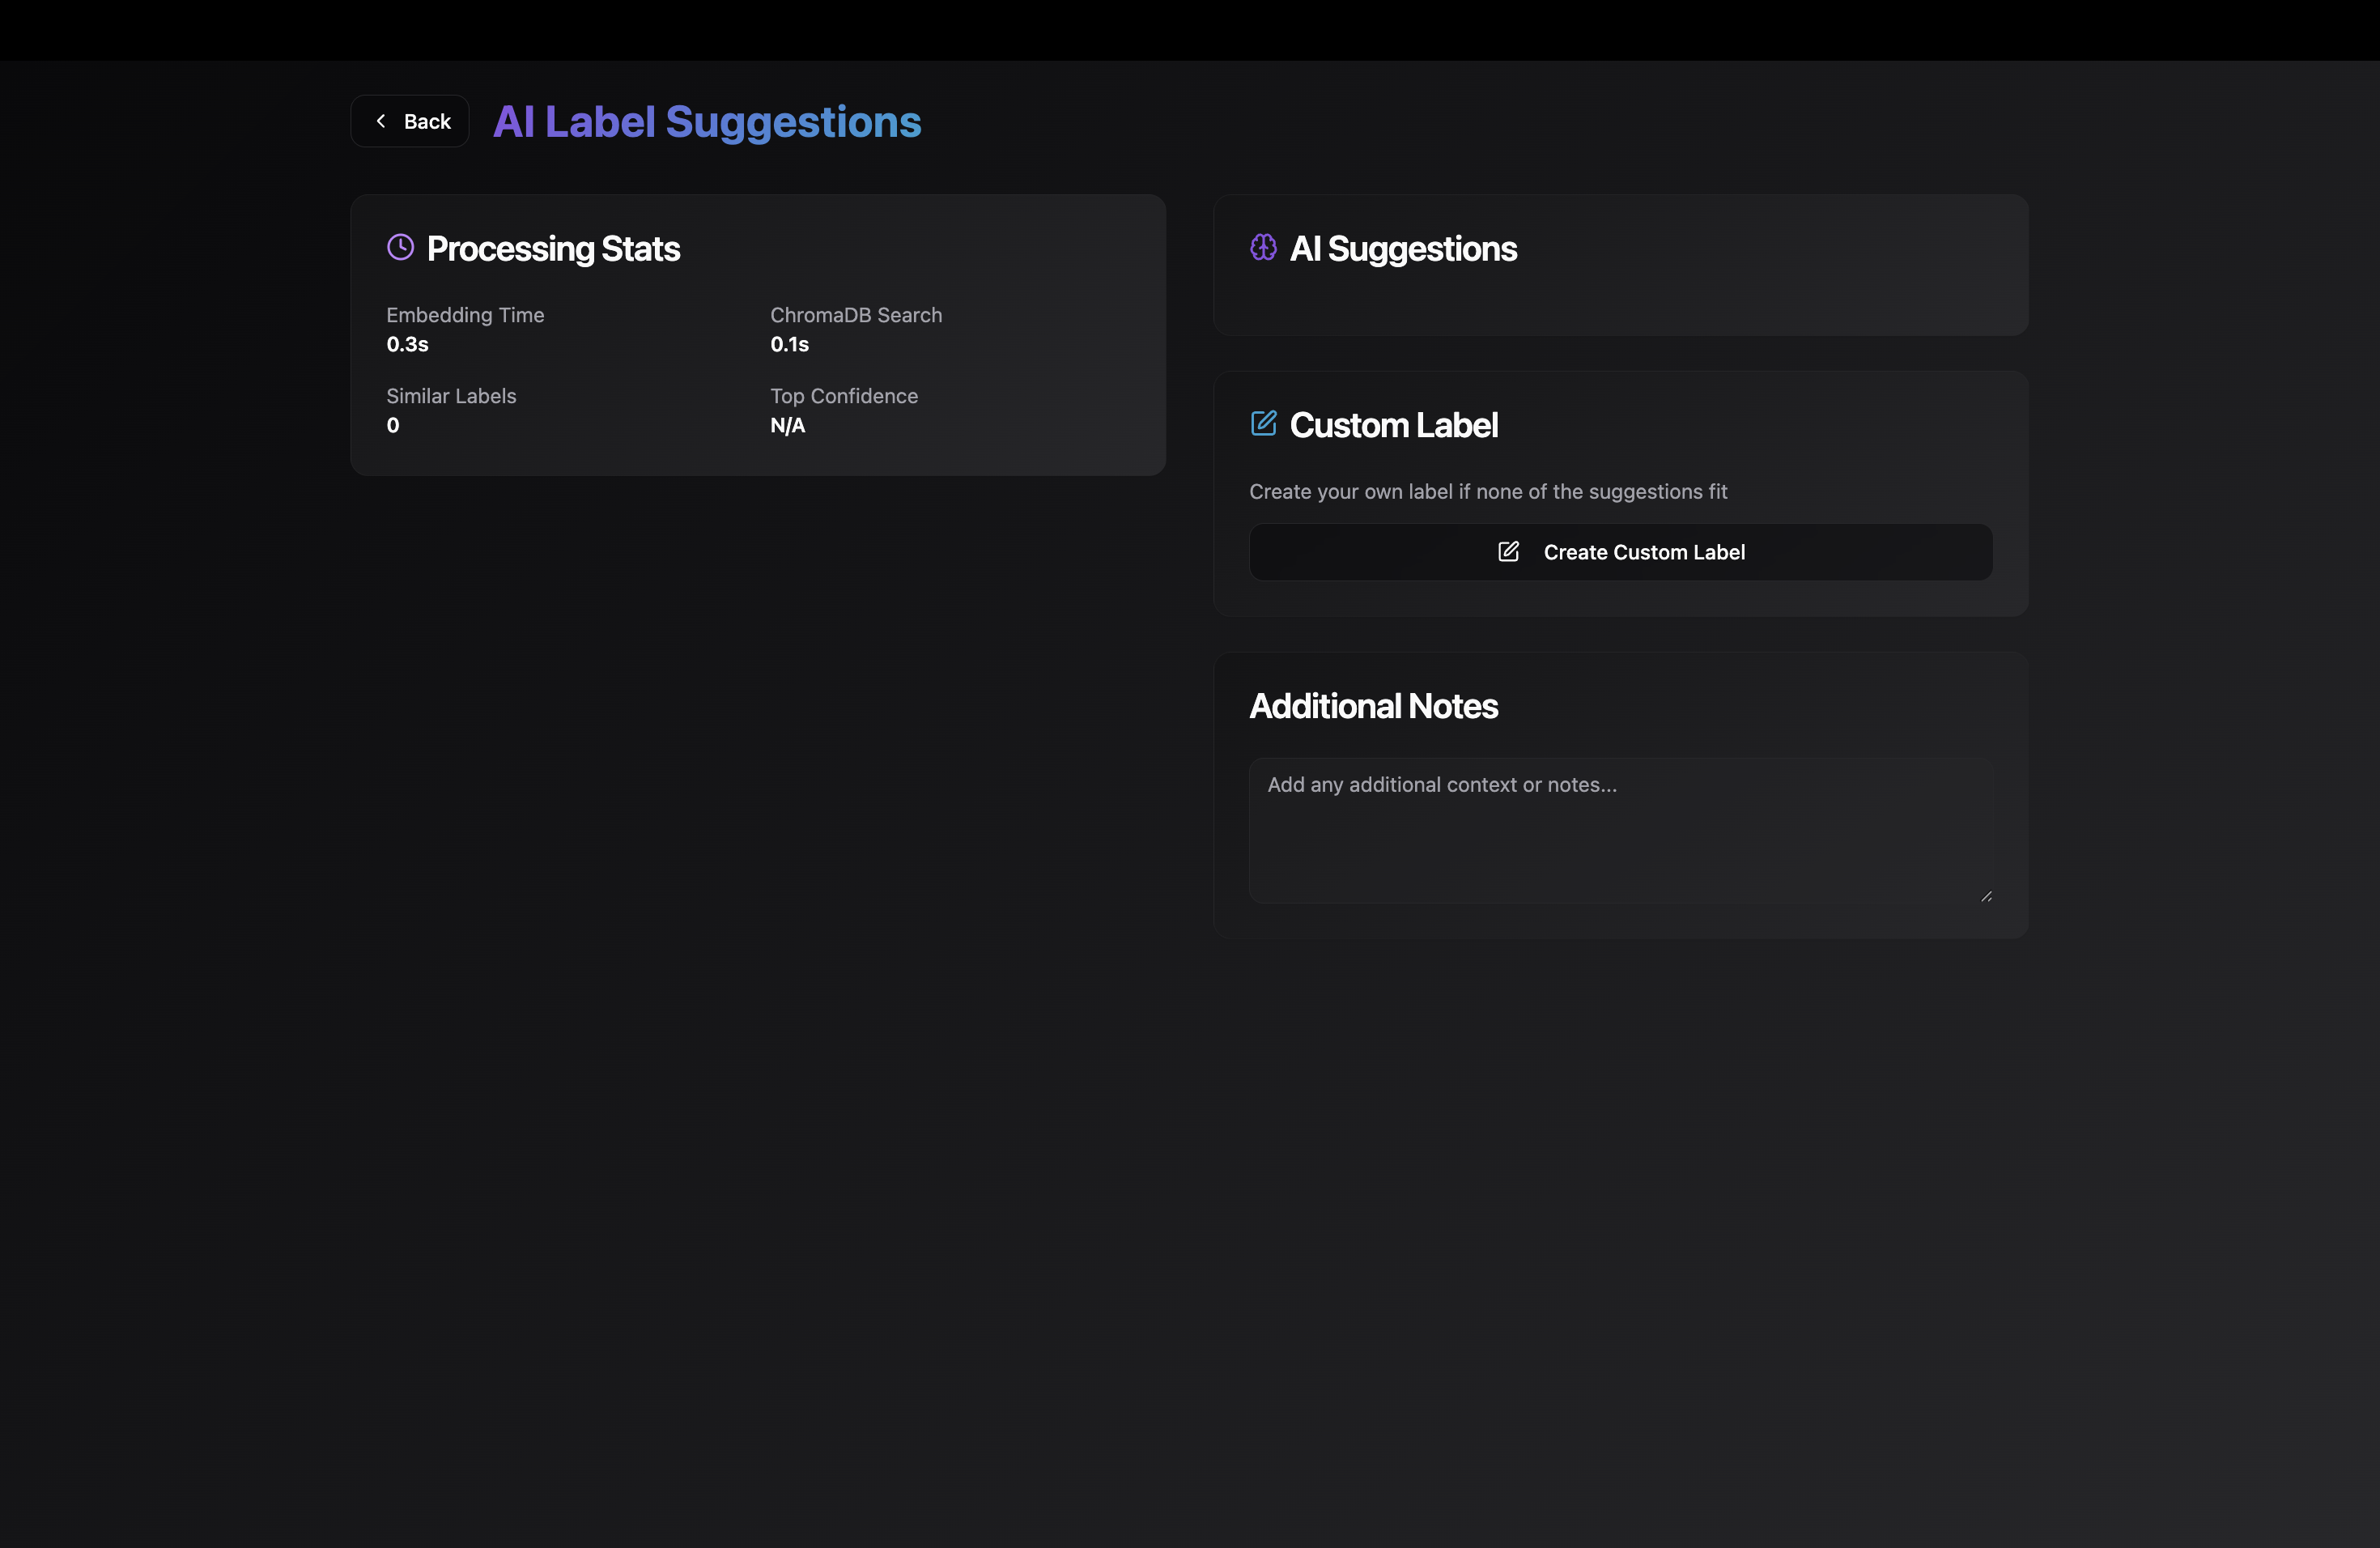 Back
AI Label Suggestions
Processing Stats
Embedding Time
0.3s
ChromaDB Search
0.1s
Similar Labels
0
Top Confidence
N/A
AI Suggestions
Custom Label
Create your own label if none of the suggestions fit
Create Custom Label
Additional Notes
Add any additional context or notes...